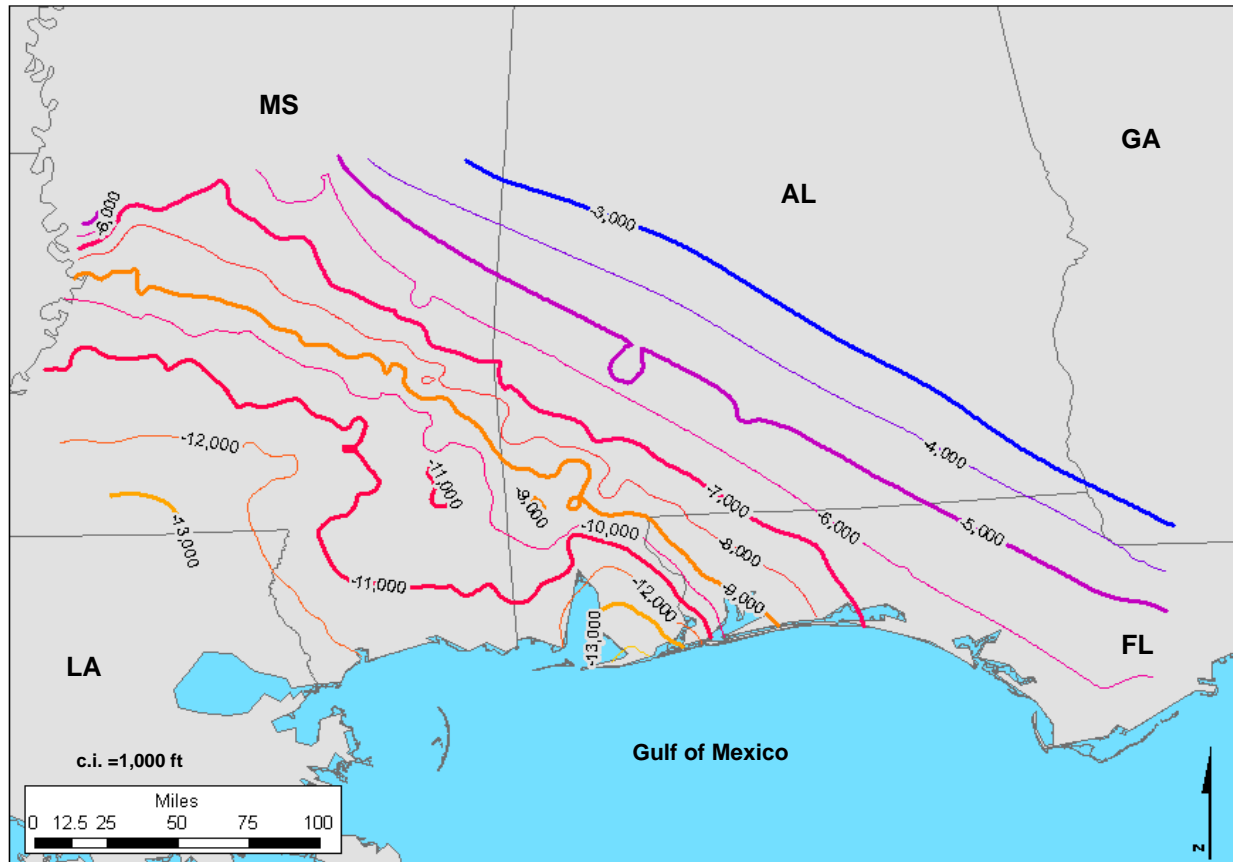 MS
GA
AL
-6,000
-3,000
-4,000
-12,000
-11,000
-9,000
-7,000
-6,000
-5,000
-13,000
-10,000
-8,000
-11,000
-12,000
-9,000
-13,000
LA
FL
Gulf of Mexico
c.i. =1,000 ft
Miles
0 12.5 25 50 75 100
N